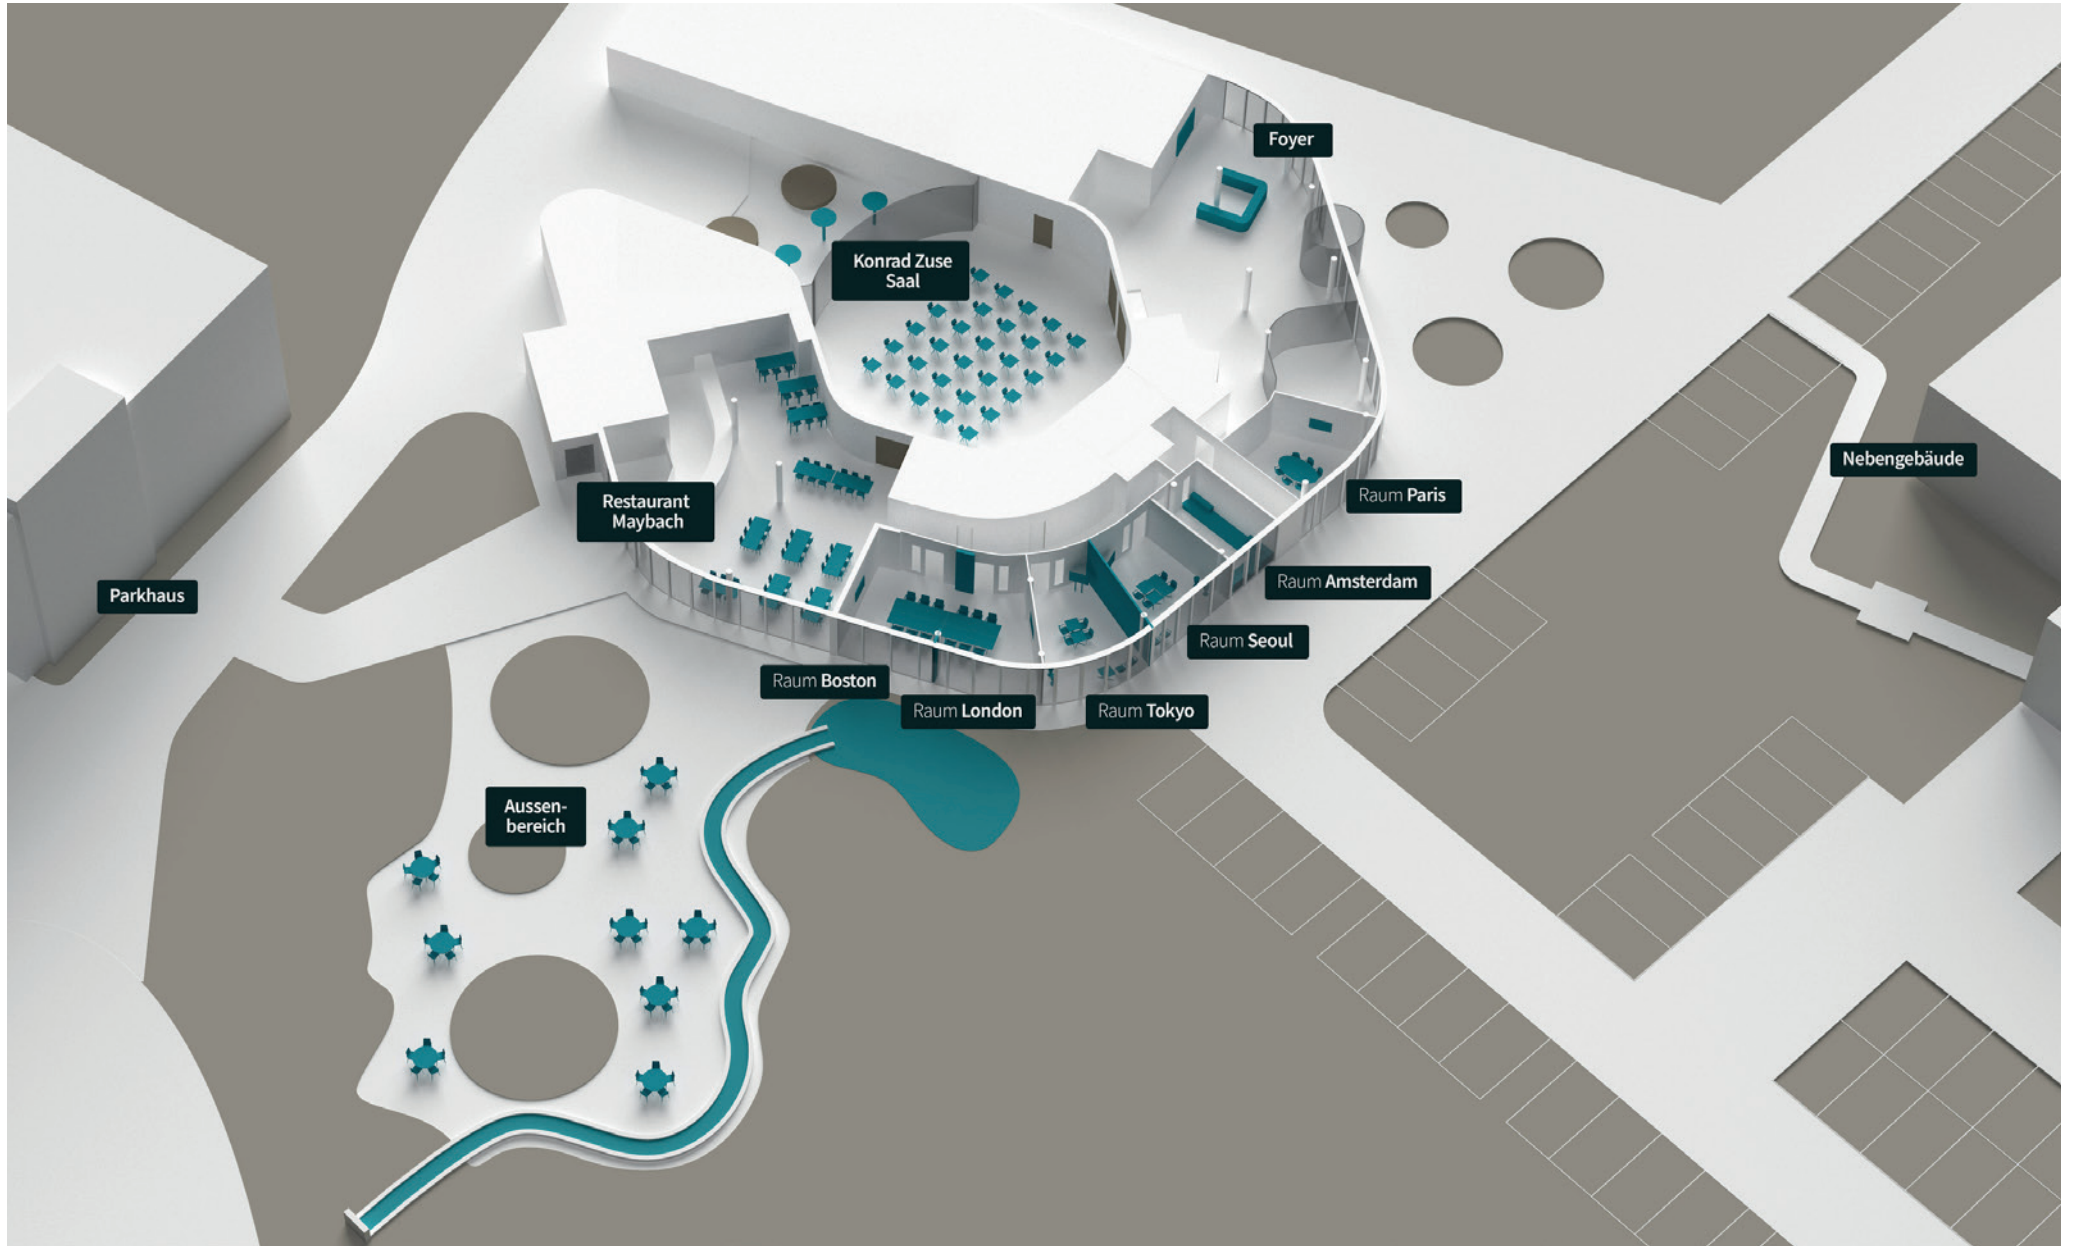 Foyer
Konrad Zuse
Saal
Nebengebäude
Raum Paris
Restaurant
Maybach
Raum Amsterdam
Parkhaus
Raum Seoul
Raum Boston
Raum London
Raum Tokyo
Aussen-
bereich